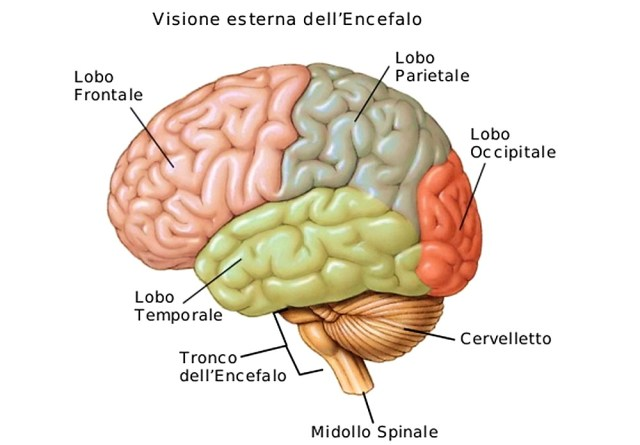 Visione esterna dell'Encefalo
Lobo
Parietale
Lobo
Frontale
Lobo
Occipitale
Lobo
Temporale
Cervelletto
Tronco
dell'Encefalo
Midollo Spinale